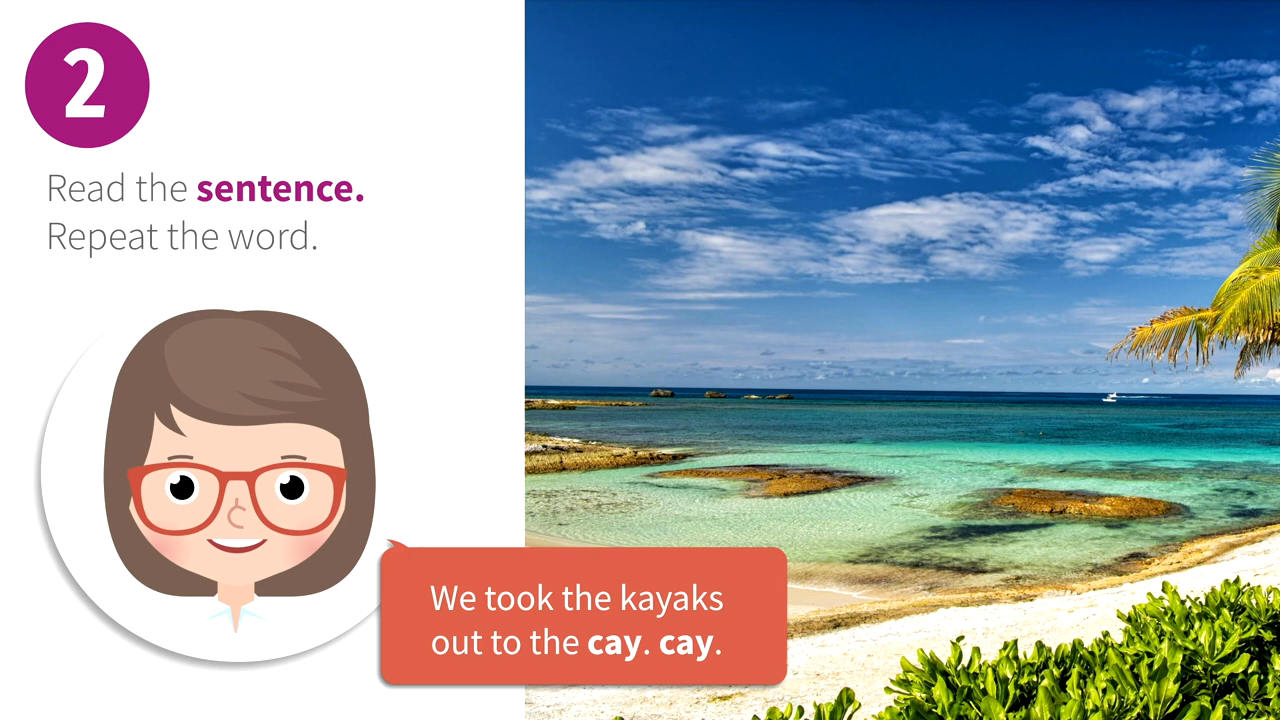 2
Read the sentence.
Repeat the word.
We took the kayaks
out to the cay. cay.